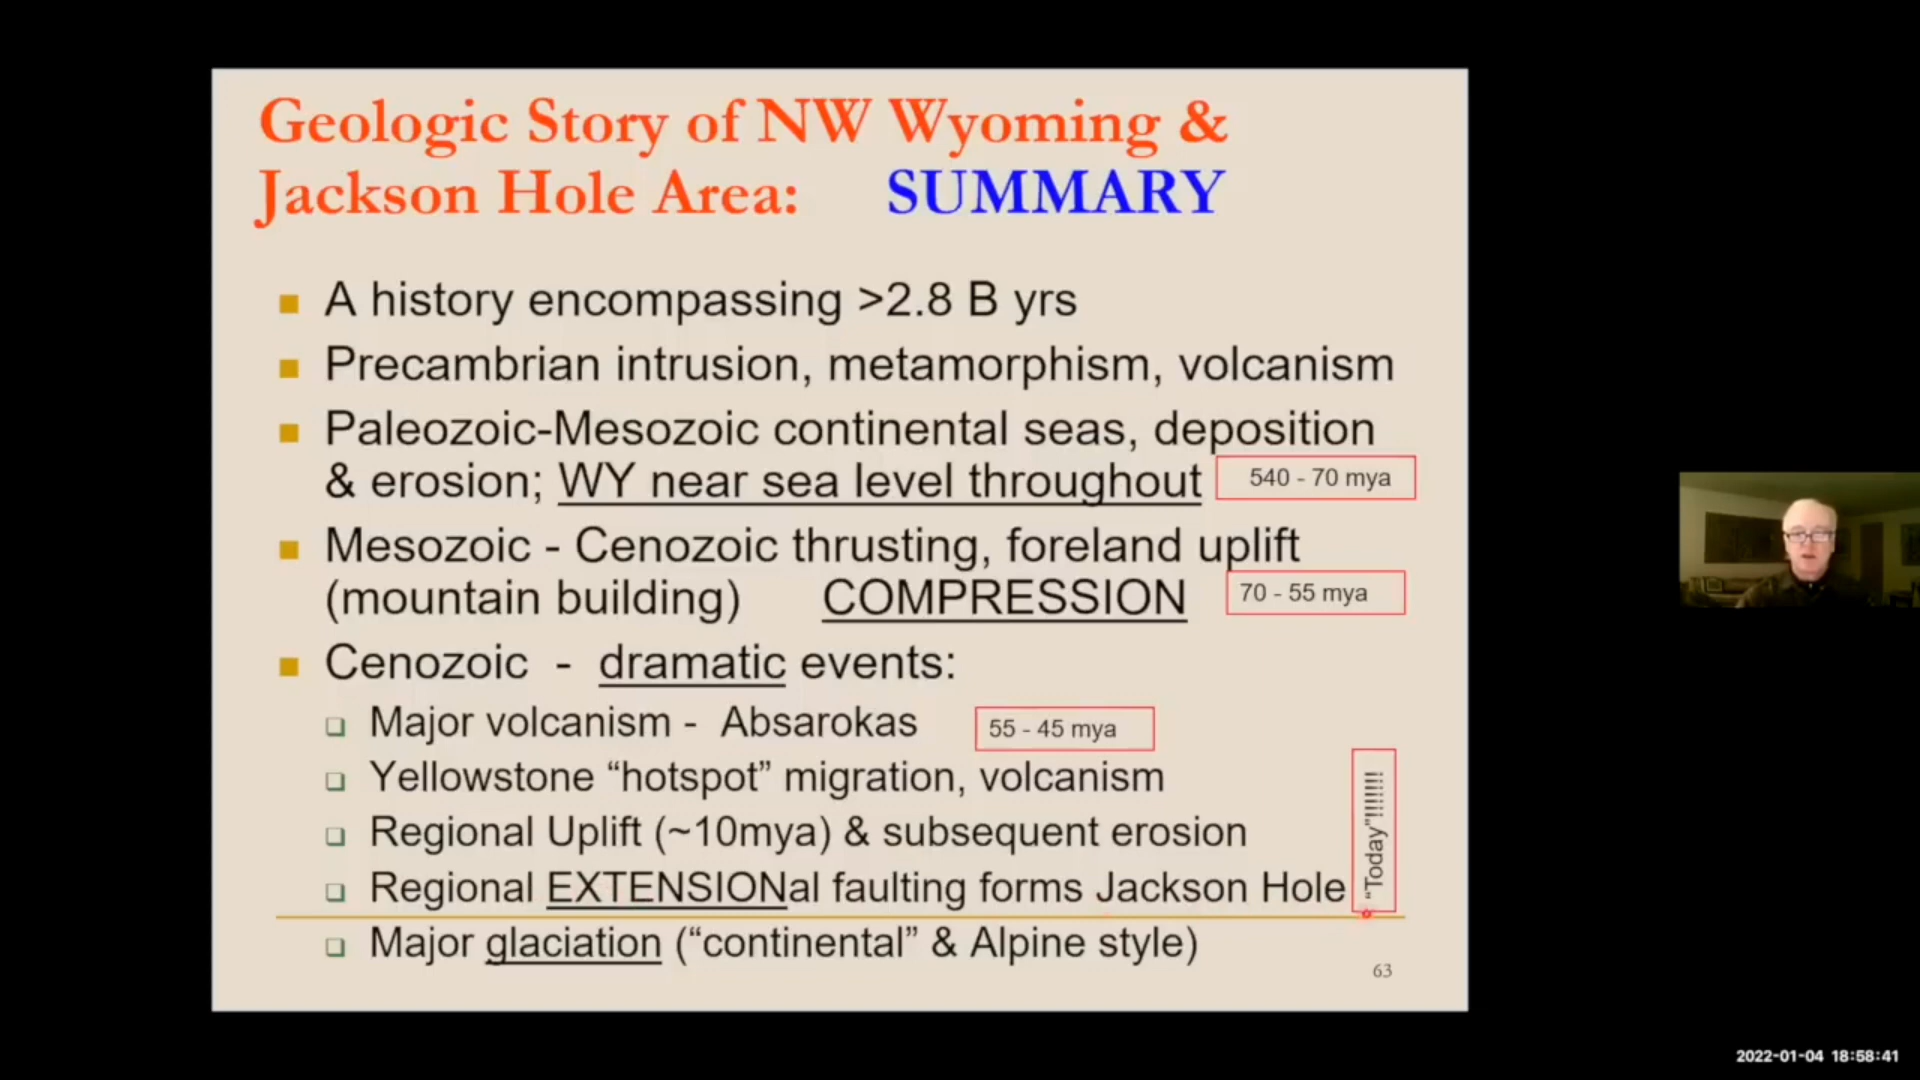 Geologic Story of NW Wyoming &
Jackson Hole Area: SUMMARY
A history encompassing >2.8 B yrs
Precambrian intrusion, metamorphism, volcanism
Paleozoic-Mesozoic continental seas, deposition
& erosion; WY near sea level throughout 540 - 70 mya
Mesozoic - Cenozoic thrusting, foreland uplift
(mountain building) COMPRESSION 70 - 55 mya
Cenozoic - dramatic events:
Major volcanism - Absarokas 55 - 45 mya
Yellowstone “hotspot” migration, volcanism
Regional Uplift (~10mya) & subsequent erosion
Regional EXTENSIONal faulting forms Jackson Hole
"Today"!!!!!!!
Major glaciation (“continental” & Alpine style)
63
2022-01-04 18:58:41